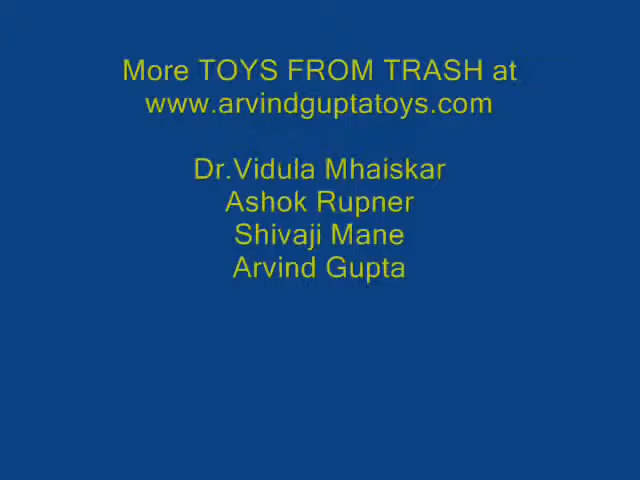 More TOYS FROM TRASH at
www.arvindguptatoys.com
Dr.Vidula Mhaiskar
Ashok Rupner
Shivaji Mane
Arvind Gupta